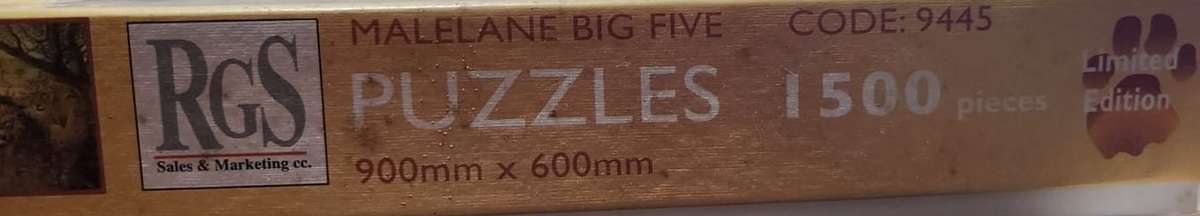 RGS
Sales & Marketing cc.
MALELANE BIG FIVE CODE: 9445
PUZZLES 1500 pieces
900mm x 600mm
Limited
Edition